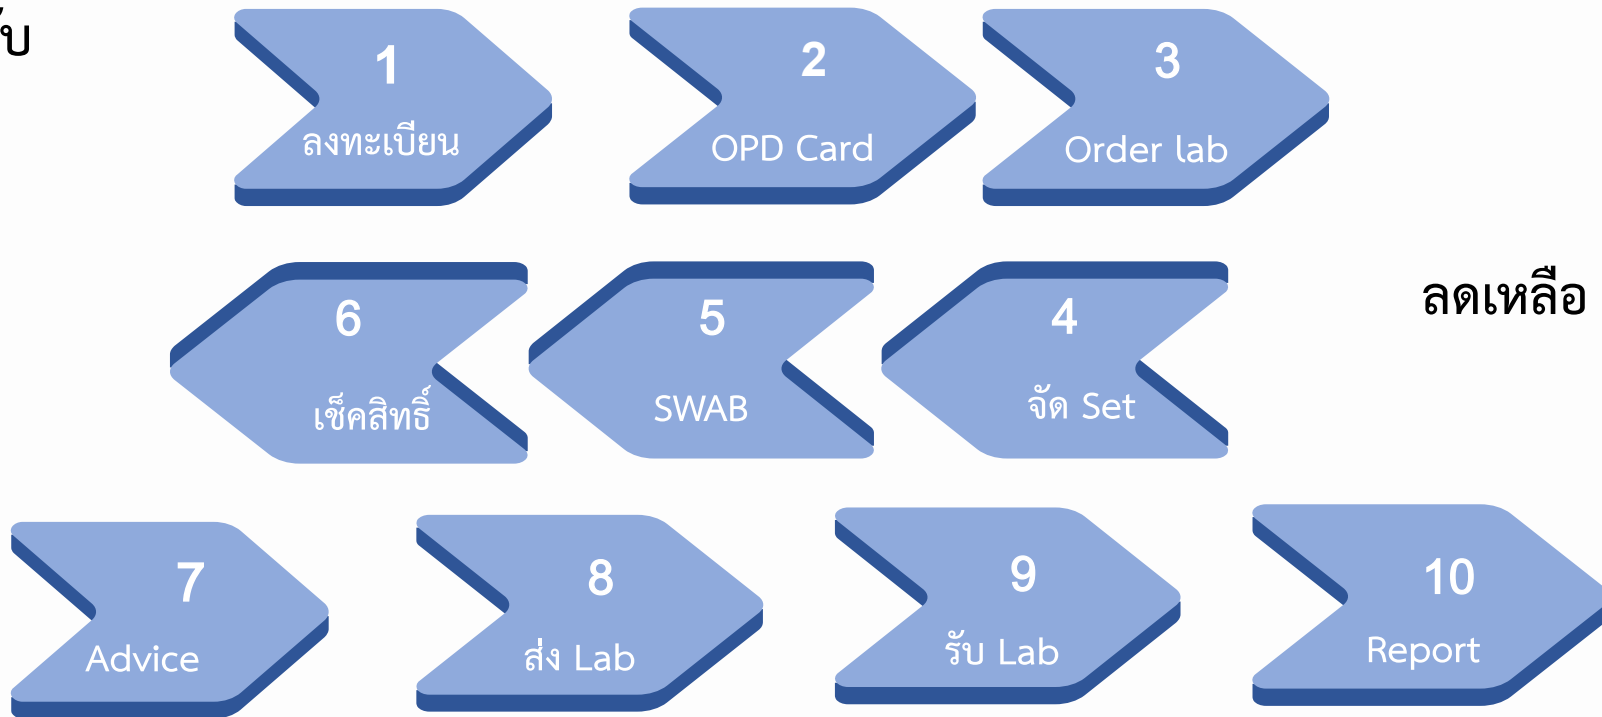 1
ลงทะเบียน
2
OPD Card
3
Order lab
6
เช็คสิทธิ์
5
SWAB
4
จัด Set
ลดเหลือ
7
Advice
8
ส่ง Lab
9
รับ Lab
10
Report